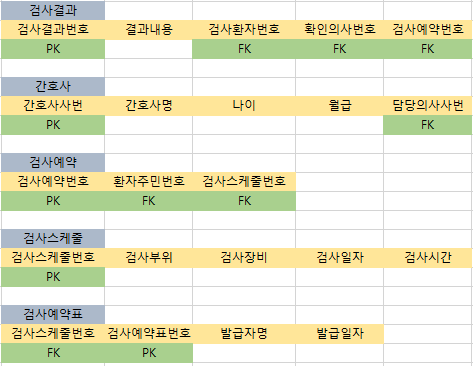 검사결과
검사결과번호 결과내용 검사환자번호 확인의사번호 검사예약번호
PK FK FK FK
간호사
간호사사번 간호사명 나이 월급 담당의사사번
PK FK
검사예약
검사예약번호 환자주민번호 검사스케줄번호
PK FK FK
검사스케줄
검사스케줄번호 검사부위 검사장비 검사일자 검사시간
PK
검사예약표
검사스케줄번호 검사예약표번호 발급자명 발급일자
FK PK